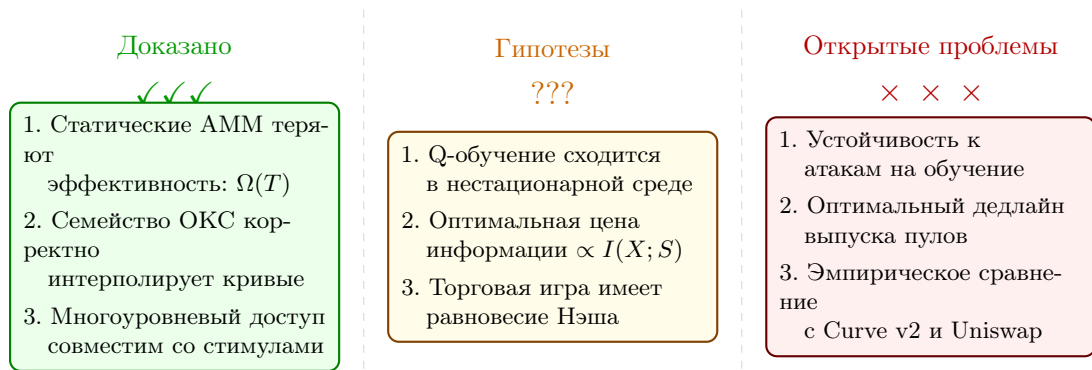 Доказано
✓✓✓
1. Статические АММ теря-
ют
эффективность: Ω(T)
2. Семейство ОКС кор-
ректно
интерполирует кривые
3. Многоуровневый доступ
совместим со стимулами
Гипотезы
???
1. Q-обучение сходится
в нестационарной среде
2. Оптимальная цена
информации ∝ I(X; S)
3. Торговая игра имеет
равновесие Нэша
Открытые проблемы
× × ×
1. Устойчивость к
атакам на обучение
2. Оптимальный дедлайн
выпуска пулов
3. Эмпирическое сравне-
ние
с Curve v2 и Uniswap